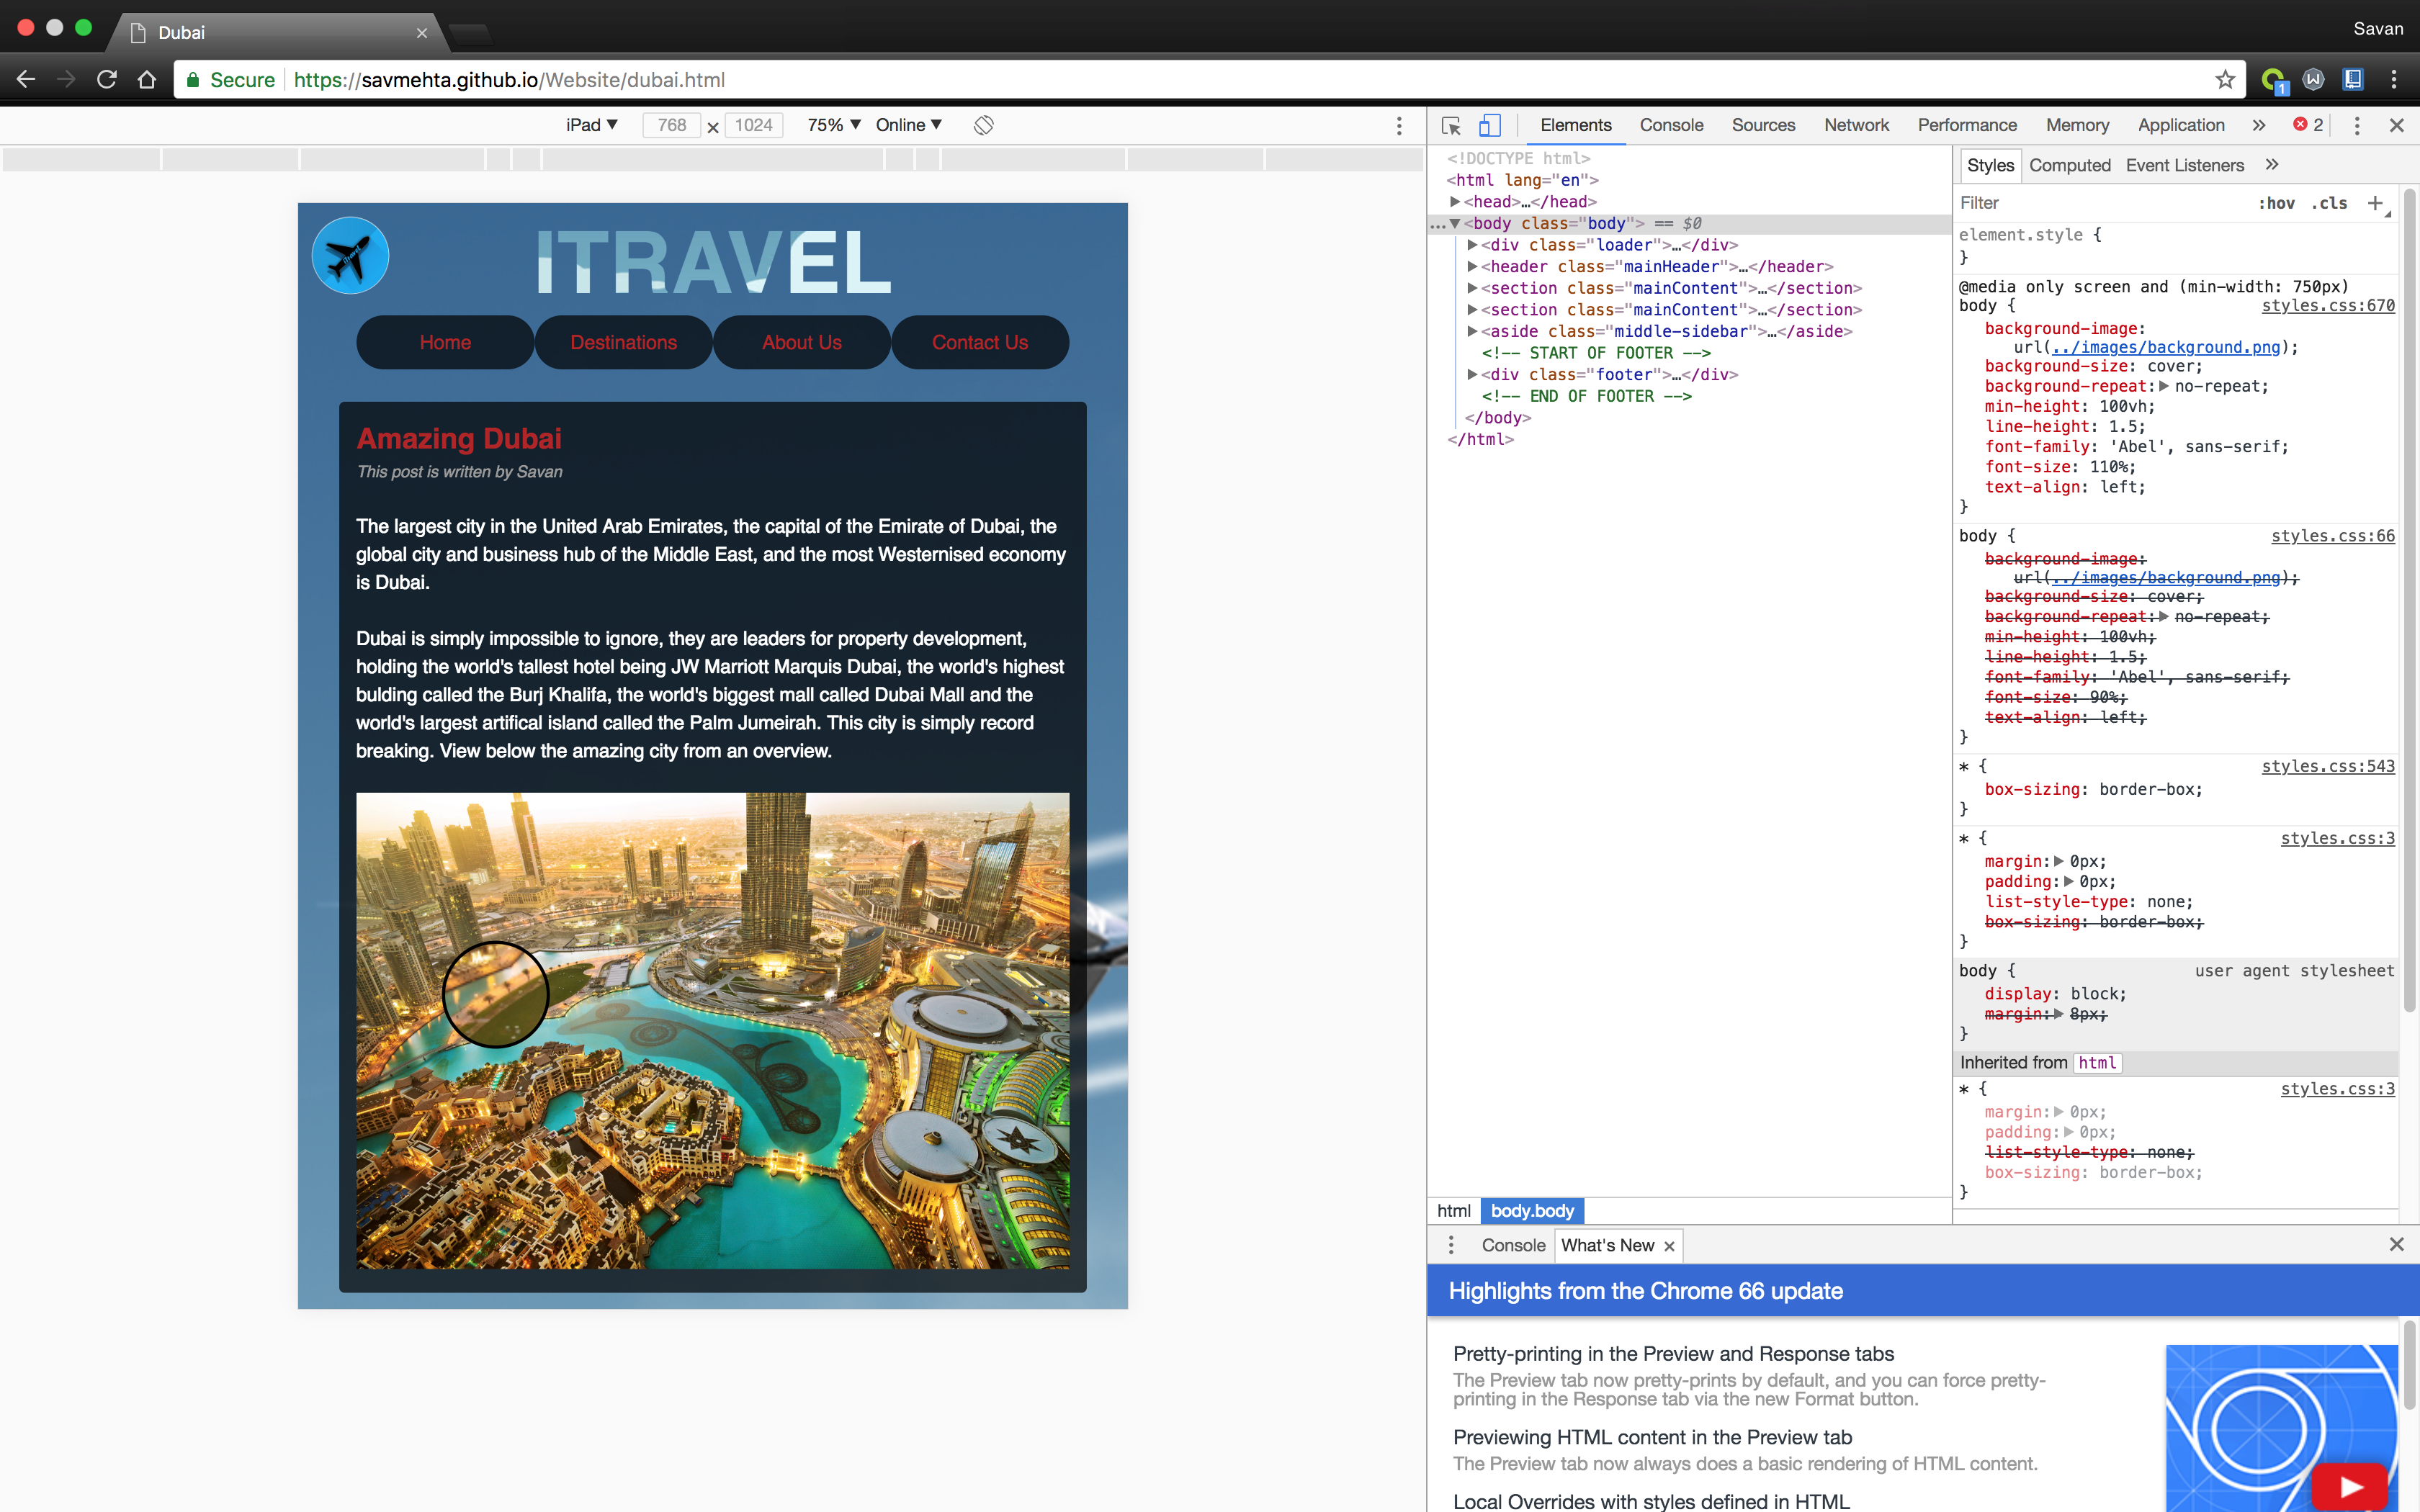 Dubai
Savan
Secure https://savmehta.github.io/Website/dubai.html
1
iPad 768 × 1024 75% Online
ITRAVEL
Home Destinations About Us Contact Us
Amazing Dubai
This post is written by Savan
The largest city in the United Arab Emirates, the capital of the Emirate of Dubai, the
global city and business hub of the Middle East, and the most Westernised economy
is Dubai.
Dubai is simply impossible to ignore, they are leaders for property development,
holding the world's tallest hotel being JW Marriott Marquis Dubai, the world's highest
bulding called the Burj Khalifa, the world's biggest mall called Dubai Mall and the
world's largest artifical island called the Palm Jumeirah. This city is simply record
breaking. View below the amazing city from an overview.
Elements Console Sources Network Performance Memory Application » 2
<!DOCTYPE html>
<html lang="en">
<head>…</head>
…<body class="body"> == $0
<div class="loader">…</div>
<header class="mainHeader">…</header>
<section class="mainContent">…</section>
<section class="mainContent">…</section>
<aside class="middle-sidebar">…</aside>
<!-- START OF FOOTER -->
<div class="footer">…</div>
<!-- END OF FOOTER -->
</body>
</html>
html body.body
Styles Computed Event Listeners »
Filter :hov .cls +
element.style {
}
@media only screen and (min-width: 750px)
body { styles.css:670
background-image:
url(../images/background.png);
background-size: cover;
background-repeat: no-repeat;
min-height: 100vh;
line-height: 1.5;
font-family: 'Abel', sans-serif;
font-size: 110%;
text-align: left;
}
body { styles.css:66
background-image:
url(../images/background.png);
background-size: cover;
background-repeat: no-repeat;
min-height: 100vh;
line-height: 1.5;
font-family: 'Abel', sans-serif;
font-size: 90%;
text-align: left;
}
* { styles.css:543
box-sizing: border-box;
}
* { styles.css:3
margin: 0px;
padding: 0px;
list-style-type: none;
box-sizing: border-box;
}
body { user agent stylesheet
display: block;
margin: 8px;
}
Inherited from html
* { styles.css:3
margin: 0px;
padding: 0px;
list-style-type: none;
box-sizing: border-box;
}
Console What's New
Highlights from the Chrome 66 update
Pretty-printing in the Preview and Response tabs
The Preview tab now pretty-prints by default, and you can force pretty-
printing in the Response tab via the new Format button.
Previewing HTML content in the Preview tab
The Preview tab now always does a basic rendering of HTML content.
Local Overrides with styles defined in HTML